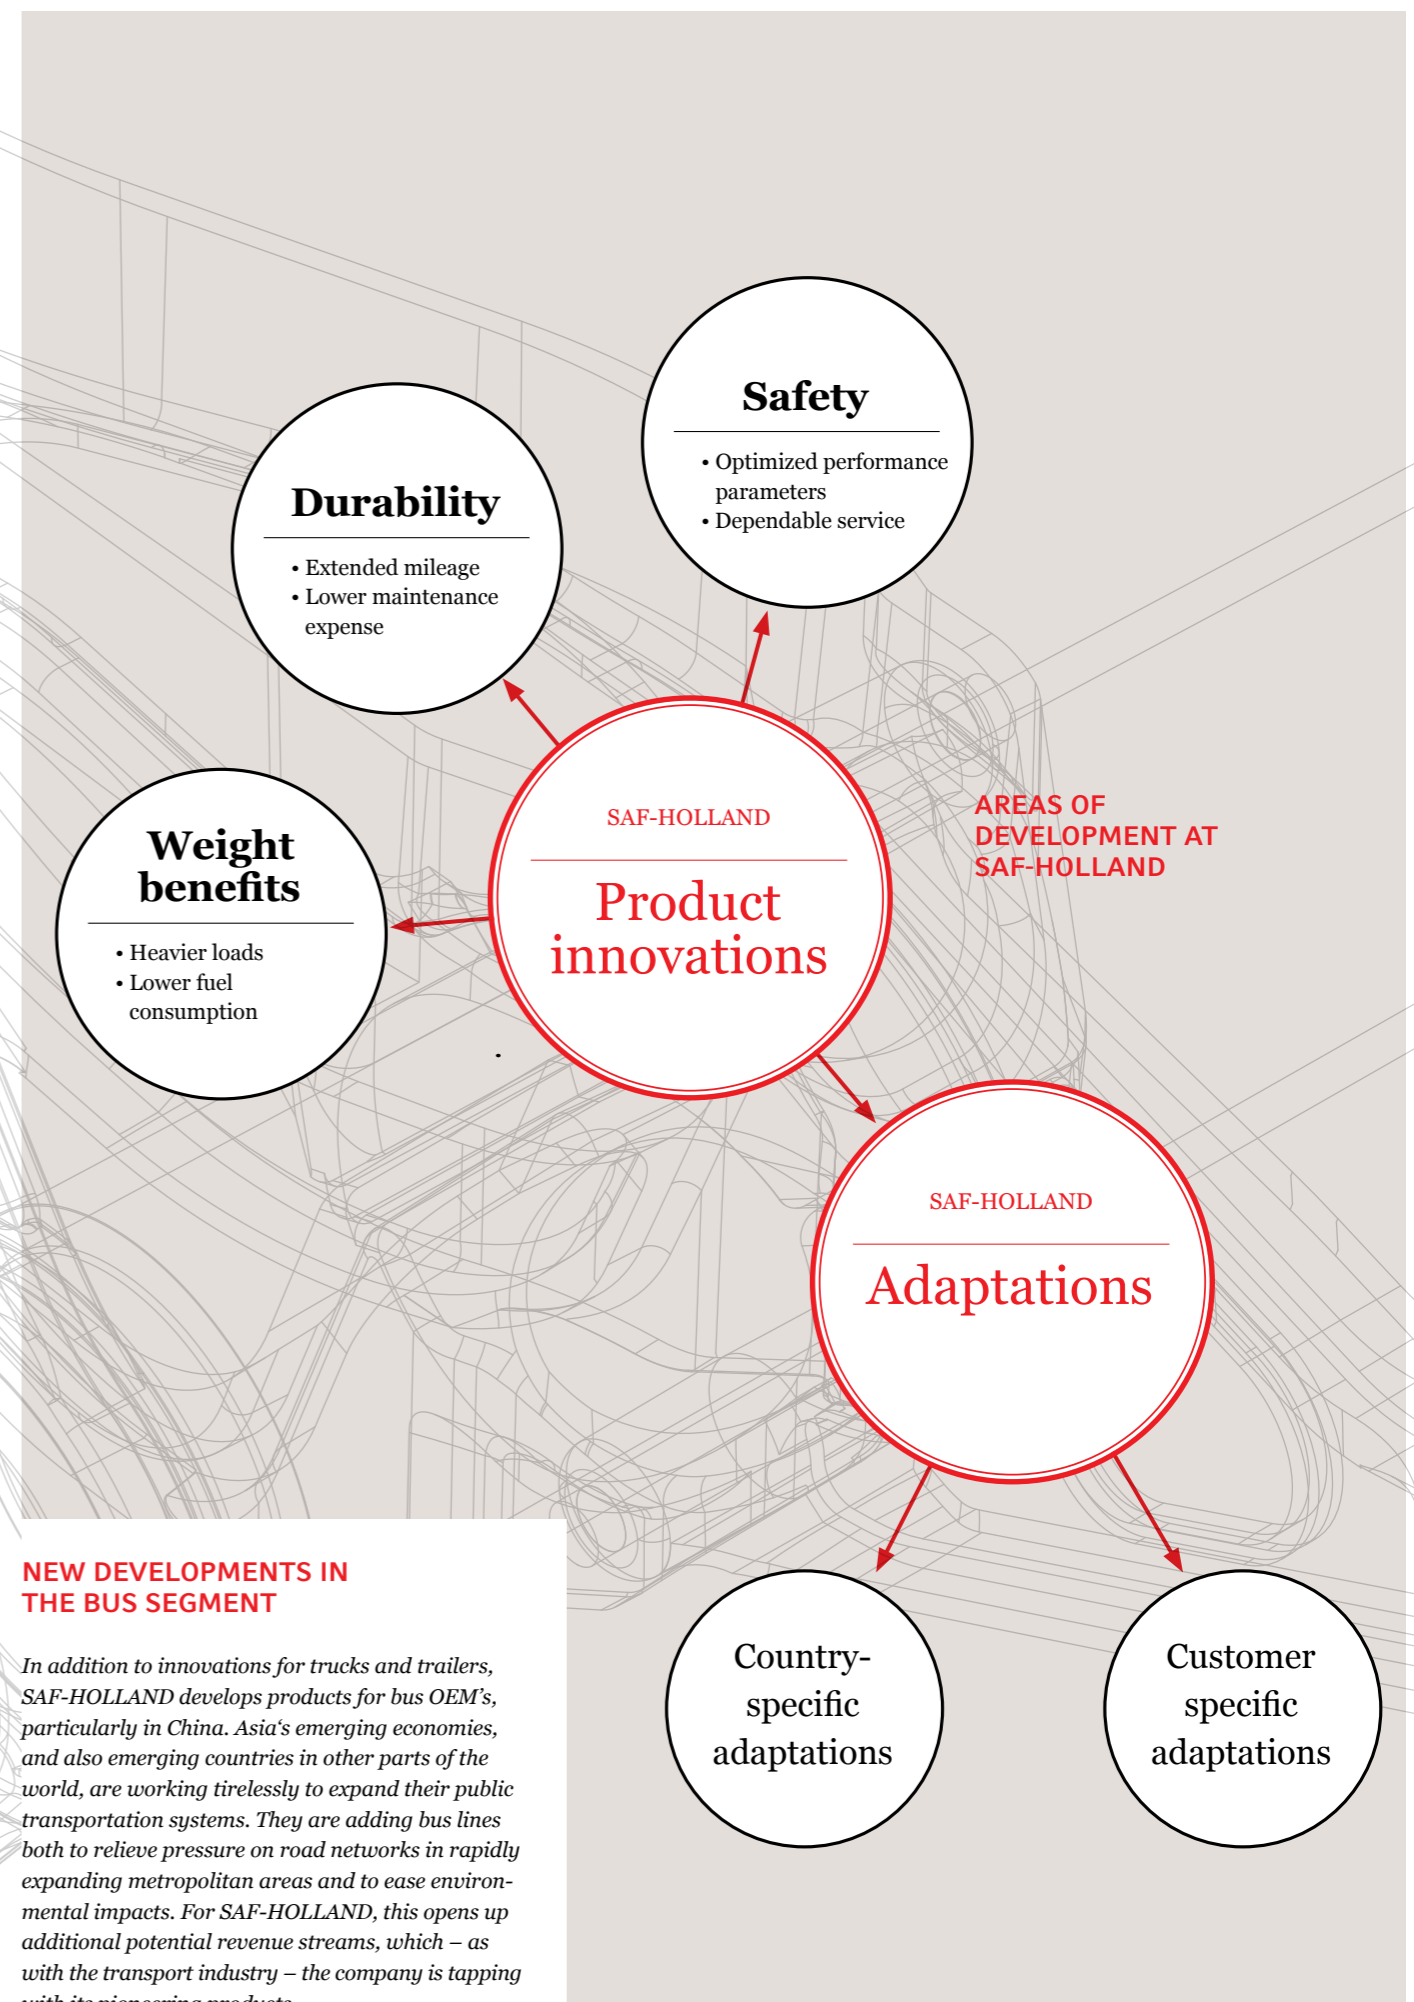 Safety
• Optimized performance
parameters
• Dependable service
Durability
• Extended mileage
• Lower maintenance
expense
SAF-HOLLAND
Product
innovations
AREAS OF
DEVELOPMENT AT
SAF-HOLLAND
Weight
benefits
• Heavier loads
• Lower fuel
consumption
SAF-HOLLAND
Adaptations
Country-
specific
adaptations
Customer
specific
adaptations
NEW DEVELOPMENTS IN
THE BUS SEGMENT
In addition to innovations for trucks and trailers,
SAF-HOLLAND develops products for bus OEM’s,
particularly in China. Asia‘s emerging economies,
and also emerging countries in other parts of the
world, are working tirelessly to expand their public
transportation systems. They are adding bus lines
both to relieve pressure on road networks in rapidly
expanding metropolitan areas and to ease environ-
mental impacts. For SAF-HOLLAND, this opens up
additional potential revenue streams, which – as
with the transport industry – the company is tapping
with its pioneering products.